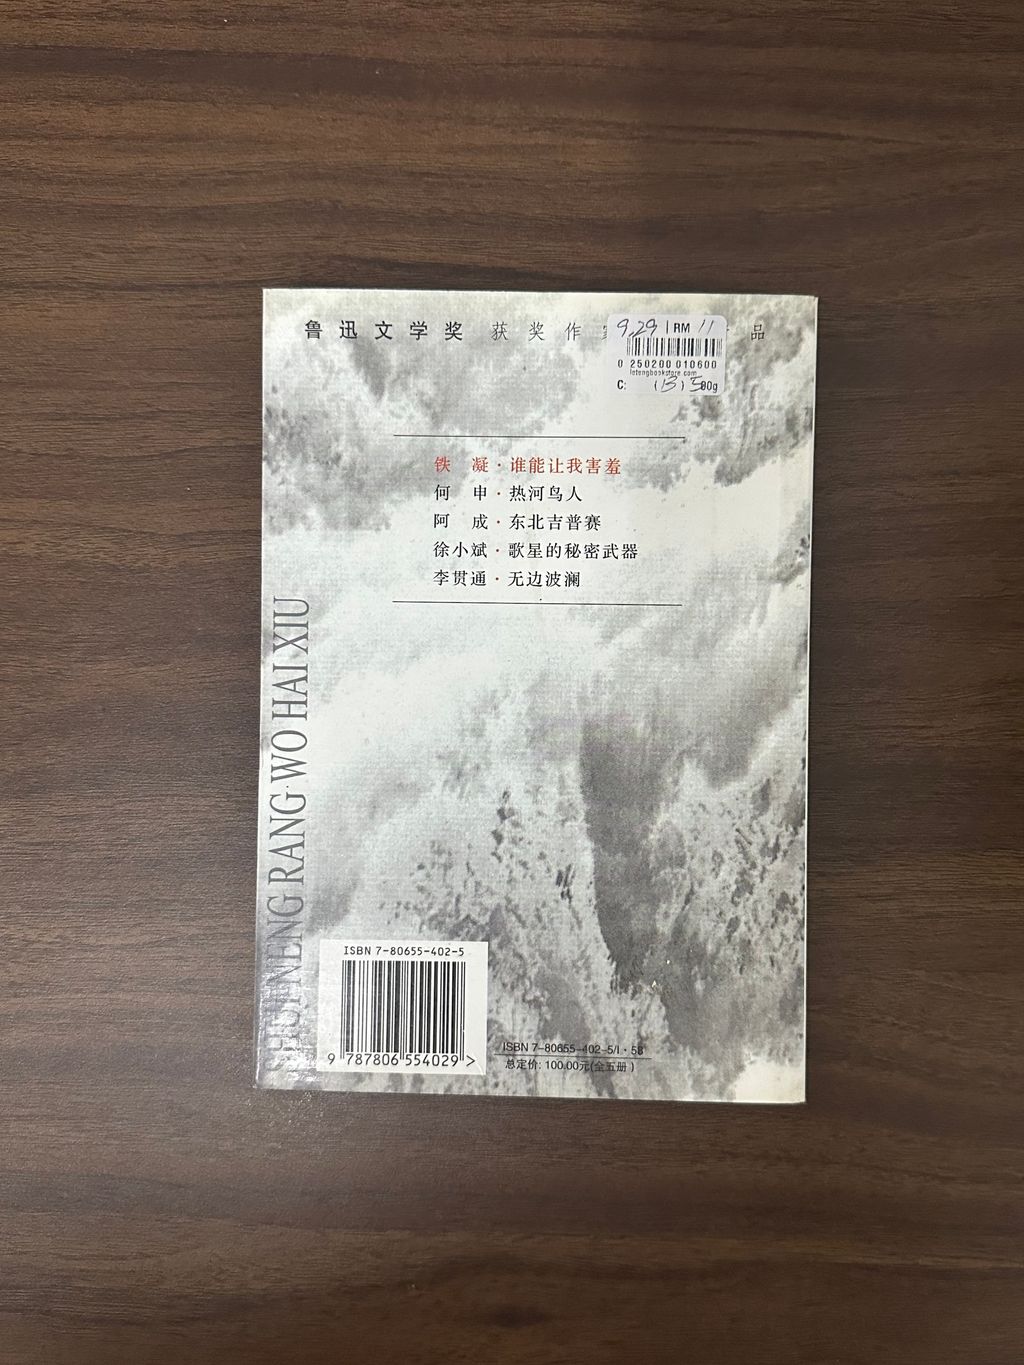 鲁迅文学奖 获奖作 品
9.29 RM 11
0 250200 010600
C: (13) 5 00g
铁 凝·谁能让我害羞
何 申·热河鸟人
阿 成·东北吉普赛
徐小斌·歌星的秘密武器
李贯通·无边波澜
SHUI NENG RANG WO HAI XIU
ISBN 7-80655-402-5
9 787806 554029 >
ISBN 7-80655-402-5/I·58
总定价: 100.00元(全五册)